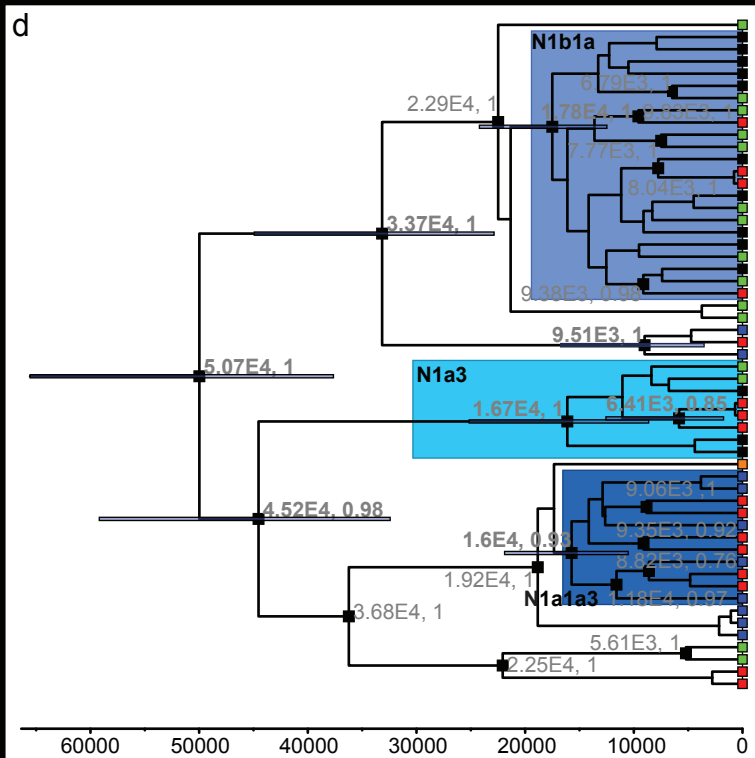 d
N1b1a
6.79E3, 1
2.29E4, 1
1.78E4, 1
9.63E3, 1
7.77E3, 1
8.04E3, 1
3.37E4, 1
9.38E3, 0.98
9.51E3, 1
5.07E4, 1
N1a3
1.67E4, 1
6.41E3, 0.85
9.06E3, 1
4.52E4, 0.98
9.35E3, 0.92
1.6E4, 0.93
8.82E3, 0.76
1.92E4, 1
N1a1a3
1.18E4, 0.97
3.68E4, 1
5.61E3, 1
2.25E4, 1
60000 50000 40000 30000 20000 10000 0